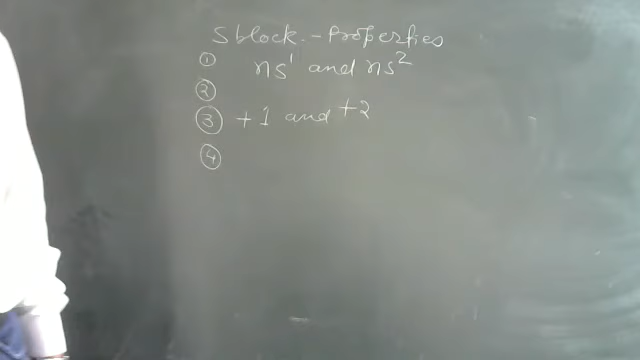 S block. - Properties
① ns¹ and ns²
②
③ +1 and +2
④